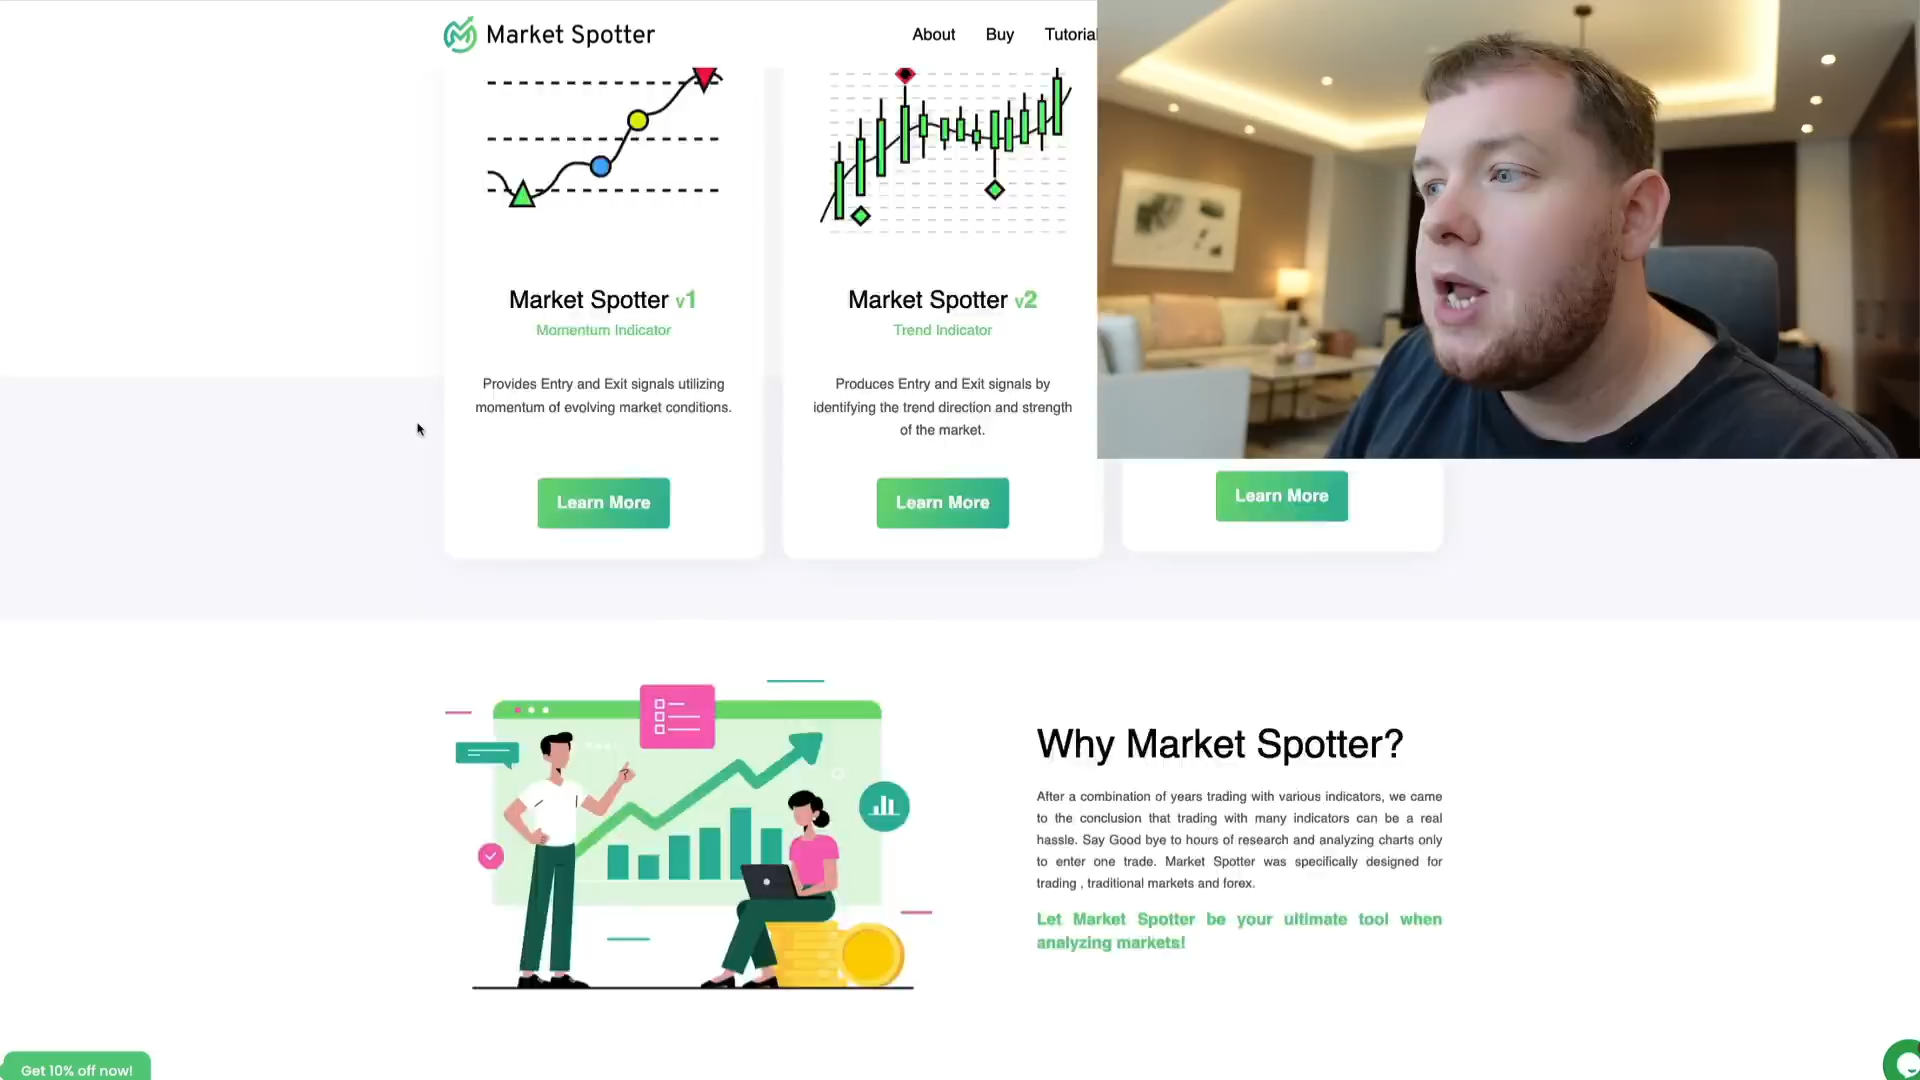 Market Spotter
About
Buy
Tutorial
Market Spotter v1
Momentum Indicator
Provides Entry and Exit signals utilizing
momentum of evolving market conditions.
Learn More
Market Spotter v2
Trend Indicator
Produces Entry and Exit signals by
identifying the trend direction and strength
of the market.
Learn More
Learn More
Why Market Spotter?
After a combination of years trading with various indicators, we came
to the conclusion that trading with many indicators can be a real
hassle. Say Good bye to hours of research and analyzing charts only
to enter one trade. Market Spotter was specifically designed for
trading , traditional markets and forex.
Let Market Spotter be your ultimate tool when
analyzing markets!
Get 10% off now!